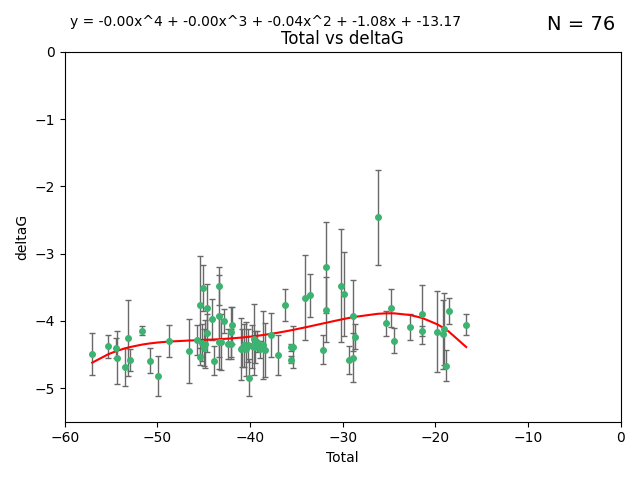 y = -0.00x^4 + -0.00x^3 + -0.04x^2 + -1.08x + -13.17
N = 76
Total vs deltaG
0
−1
−2
−3
−4
−5
deltaG
−60 −50 −40 −30 −20 −10 0
Total